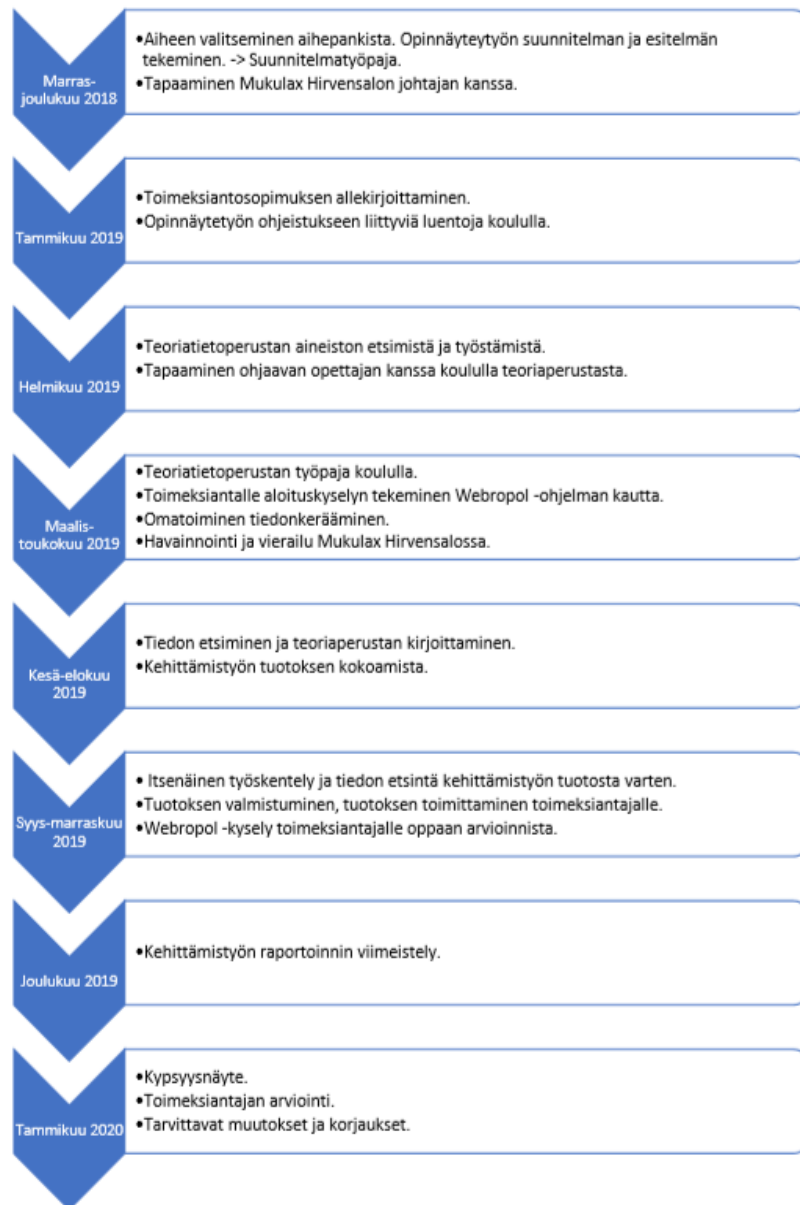 Marras-
joulukuu 2018
•Aiheen valitseminen aihepankista. Opinnäyteytyön suunnitelman ja esitelmän
tekeminen. -> Suunnitelmatyöpaja.
•Tapaaminen Mukulax Hirvensalon johtajan kanssa.
Tammikuu 2019
•Toimeksiantosopimuksen allekirjoittaminen.
•Opinnäytetyön ohjeistukseen liittyviä luentoja koululla.
Helmikuu 2019
•Teoriatietoperustan aineiston etsimistä ja työstämistä.
•Tapaaminen ohjaavan opettajan kanssa koululla teoriaperustasta.
Maalis-
toukokuu 2019
•Teoriatietoperustan työpaja koululla.
•Toimeksiantalle aloituskyselyn tekeminen Webropol -ohjelman kautta.
•Omatoiminen tiedonkerääminen.
•Havainnointi ja vierailu Mukulax Hirvensalossa.
Kesä-elokuu
2019
•Tiedon etsiminen ja teoriaperustan kirjoittaminen.
•Kehittämistyön tuotoksen kokoamista.
Syys-marraskuu
2019
• Itsenäinen työskentely ja tiedon etsintä kehittämistyön tuotosta varten.
•Tuotoksen valmistuminen, tuotoksen toimittaminen toimeksiantajalle.
•Webropol -kysely toimeksiantajalle oppaan arvioinnista.
Joulukuu 2019
•Kehittämistyön raportoinnin viimeistely.
Tammikuu 2020
•Kypsyysnäyte.
•Toimeksiantajan arviointi.
•Tarvittavat muutokset ja korjaukset.